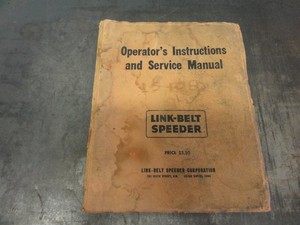 Operator's Instructions
and Service Manual
LINK-BELT
SPEEDER
PRICE
LINK-BELT SPEEDER CORPORATION